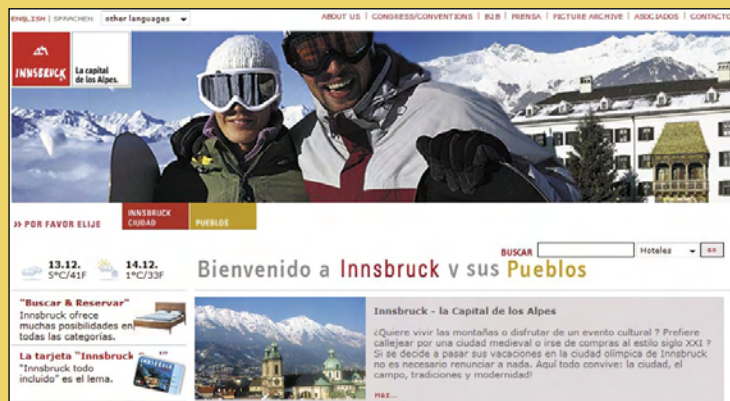 ENGLISH | SPRACHEN: other languages
ABOUT US | CONGRESS/CONVENTIONS | B2B | PRENSA | PICTURE ARCHIVE | ASOCIADOS | CONTACTO
INNSBRUCK
La capital
de los Alpes.
>> POR FAVOR ELIJE
INNSBRUCK
CIUDAD
PUEBLOS
13.12.
5°C/41F
14.12.
1°C/33F
BUSCAR
Hoteles
GO
Bienvenido a Innsbruck y sus Pueblos
"Buscar & Reservar"
Innsbruck ofrece
muchas posibilidades en
todas las categorías.
La tarjeta "Innsbruck
"Innsbruck todo
incluido" es el lema.
INNSBRUCK
Innsbruck - la Capital de los Alpes
¿Quiere vivir las montañas o disfrutar de un evento cultural ? Prefiere
callejear por una ciudad medieval o irse de compras al estilo siglo XXI ?
Si se decide a pasar sus vacaciones en la ciudad olímpica de Innsbruck
no es necesario renunciar a nada. Aquí todo convive: la ciudad, el
campo, tradiciones y modernidad!
mas...